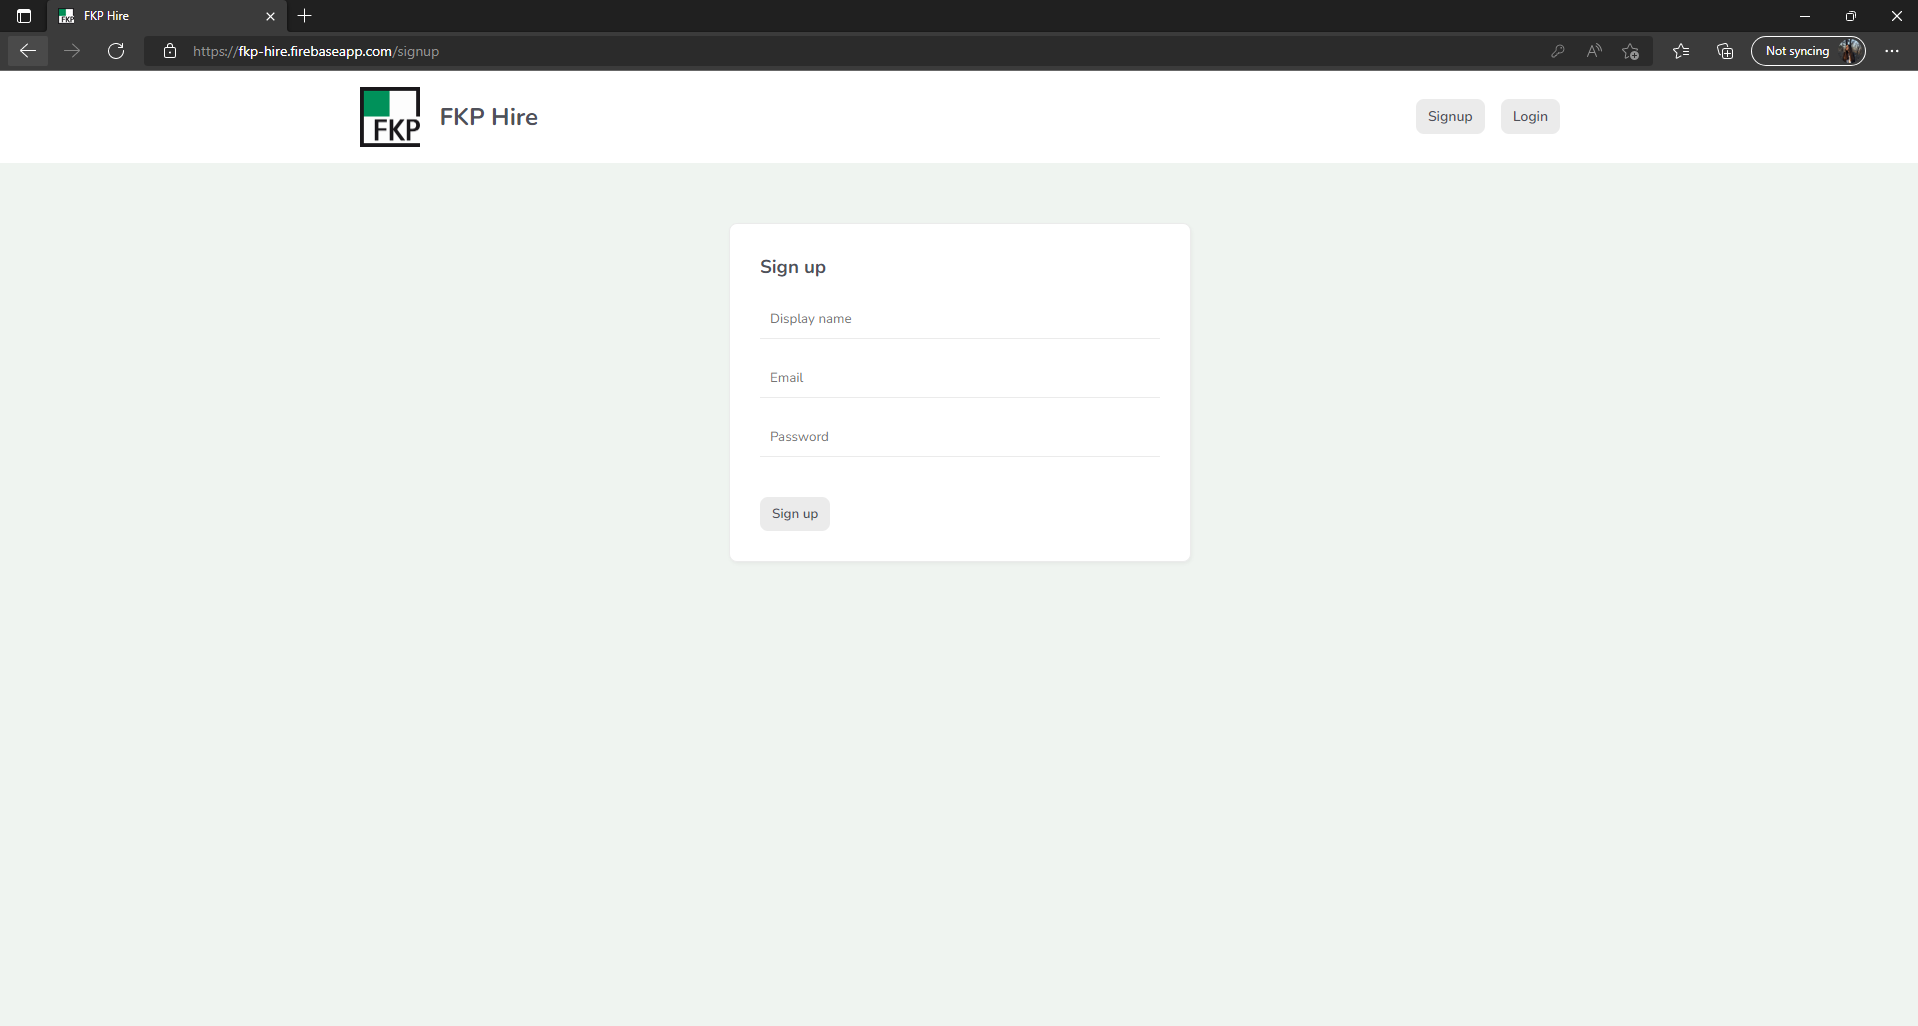 FKP Hire
https://fkp-hire.firebaseapp.com/signup
Not syncing
FKP
FKP Hire
Signup
Login
Sign up
Display name
Email
Password
Sign up